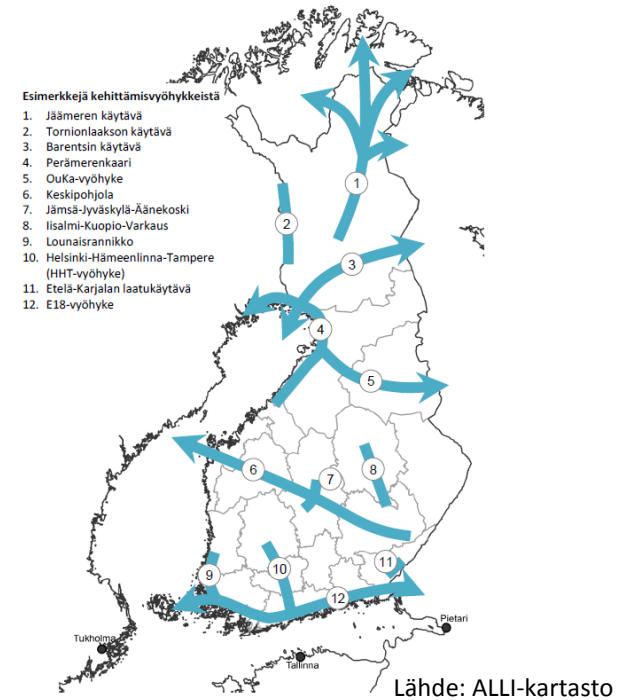 Esimerkkejä kehittämisvyöhykkeistä
1. Jäämeren käytävä
2. Tornionlaakson käytävä
3. Barentsin käytävä
4. Perämerenkaari
5. OuKa-vyöhyke
6. Keskipohjola
7. Jämsä-Jyväskylä-Äänekoski
8. Iisalmi-Kuopio-Varkaus
9. Lounaisrannikko
10. Helsinki-Hämeenlinna-Tampere
(HHT-vyöhyke)
11. Etelä-Karjalan laatukäytävä
12. E18-vyöhyke
1
2
3
4
5
6
7
8
9
10
11
12
Tukholma
Tallinna
Pietari
Lähde: ALLI-kartasto